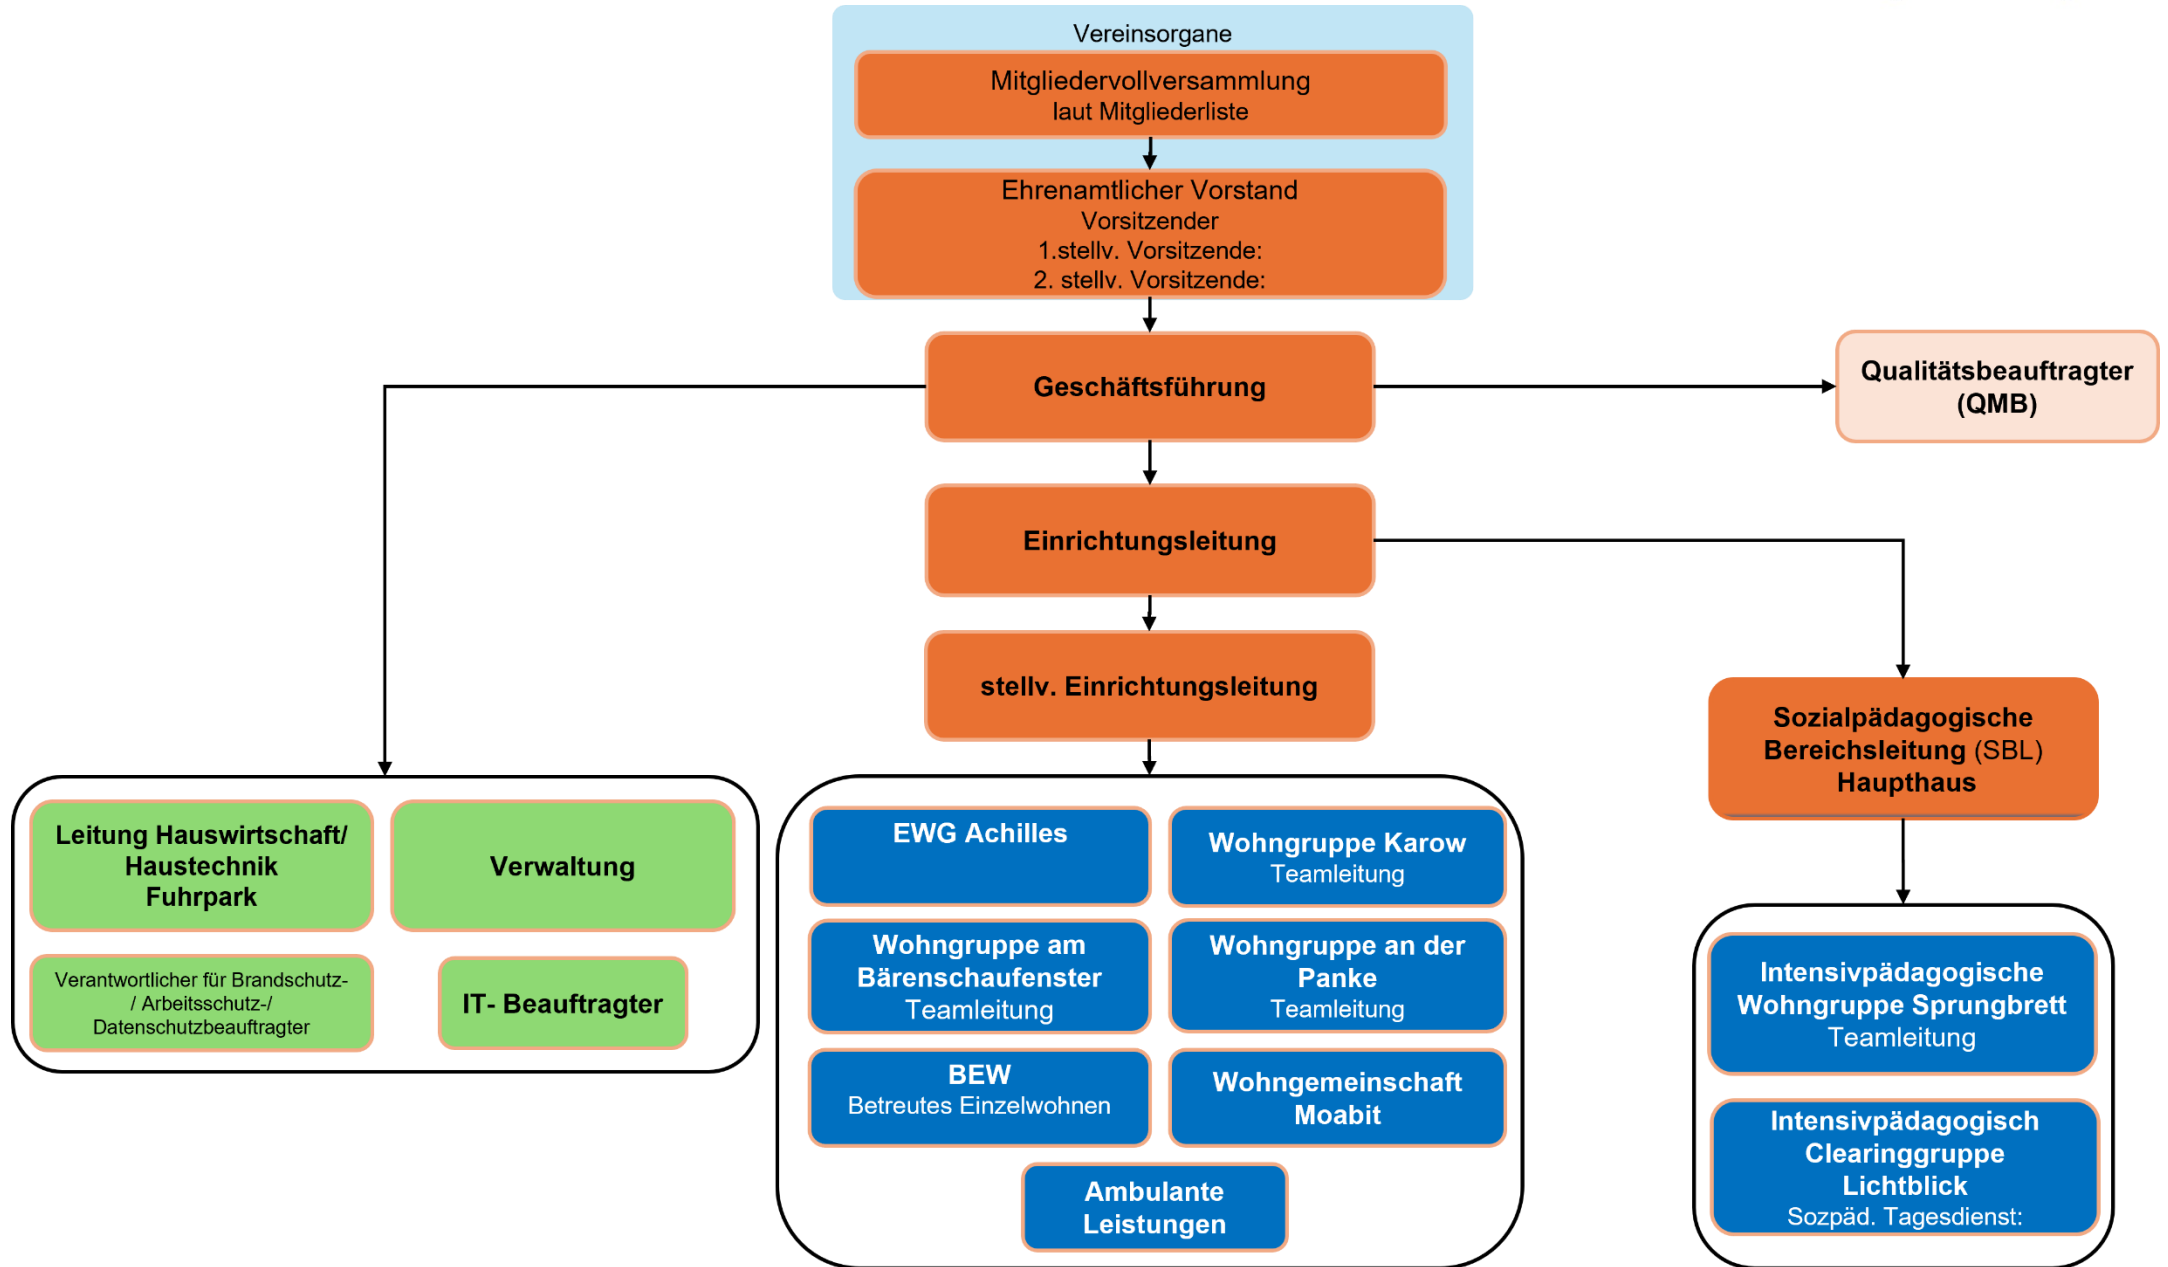 Vereinsorgane
Mitgliedervollversammlung
laut Mitgliederliste
Ehrenamtlicher Vorstand
Vorsitzender
1.stellv. Vorsitzende:
2. stellv. Vorsitzende:
Geschäftsführung
Qualitätsbeauftragter
(QMB)
Einrichtungsleitung
stellv. Einrichtungsleitung
Sozialpädagogische
Bereichsleitung (SBL)
Haupthaus
Leitung Hauswirtschaft/
Haustechnik
Fuhrpark
Verwaltung
Verantwortlicher für Brandschutz-
/ Arbeitsschutz-/
Datenschutzbeauftragter
IT- Beauftragter
EWG Achilles
Wohngruppe Karow
Teamleitung
Wohngruppe am
Bärenschaufenster
Teamleitung
Wohngruppe an der
Panke
Teamleitung
BEW
Betreutes Einzelwohnen
Wohngemeinschaft
Moabit
Ambulante
Leistungen
Intensivpädagogische
Wohngruppe Sprungbrett
Teamleitung
Intensivpädagogisch
Clearinggruppe
Lichtblick
Sozpäd. Tagesdienst: